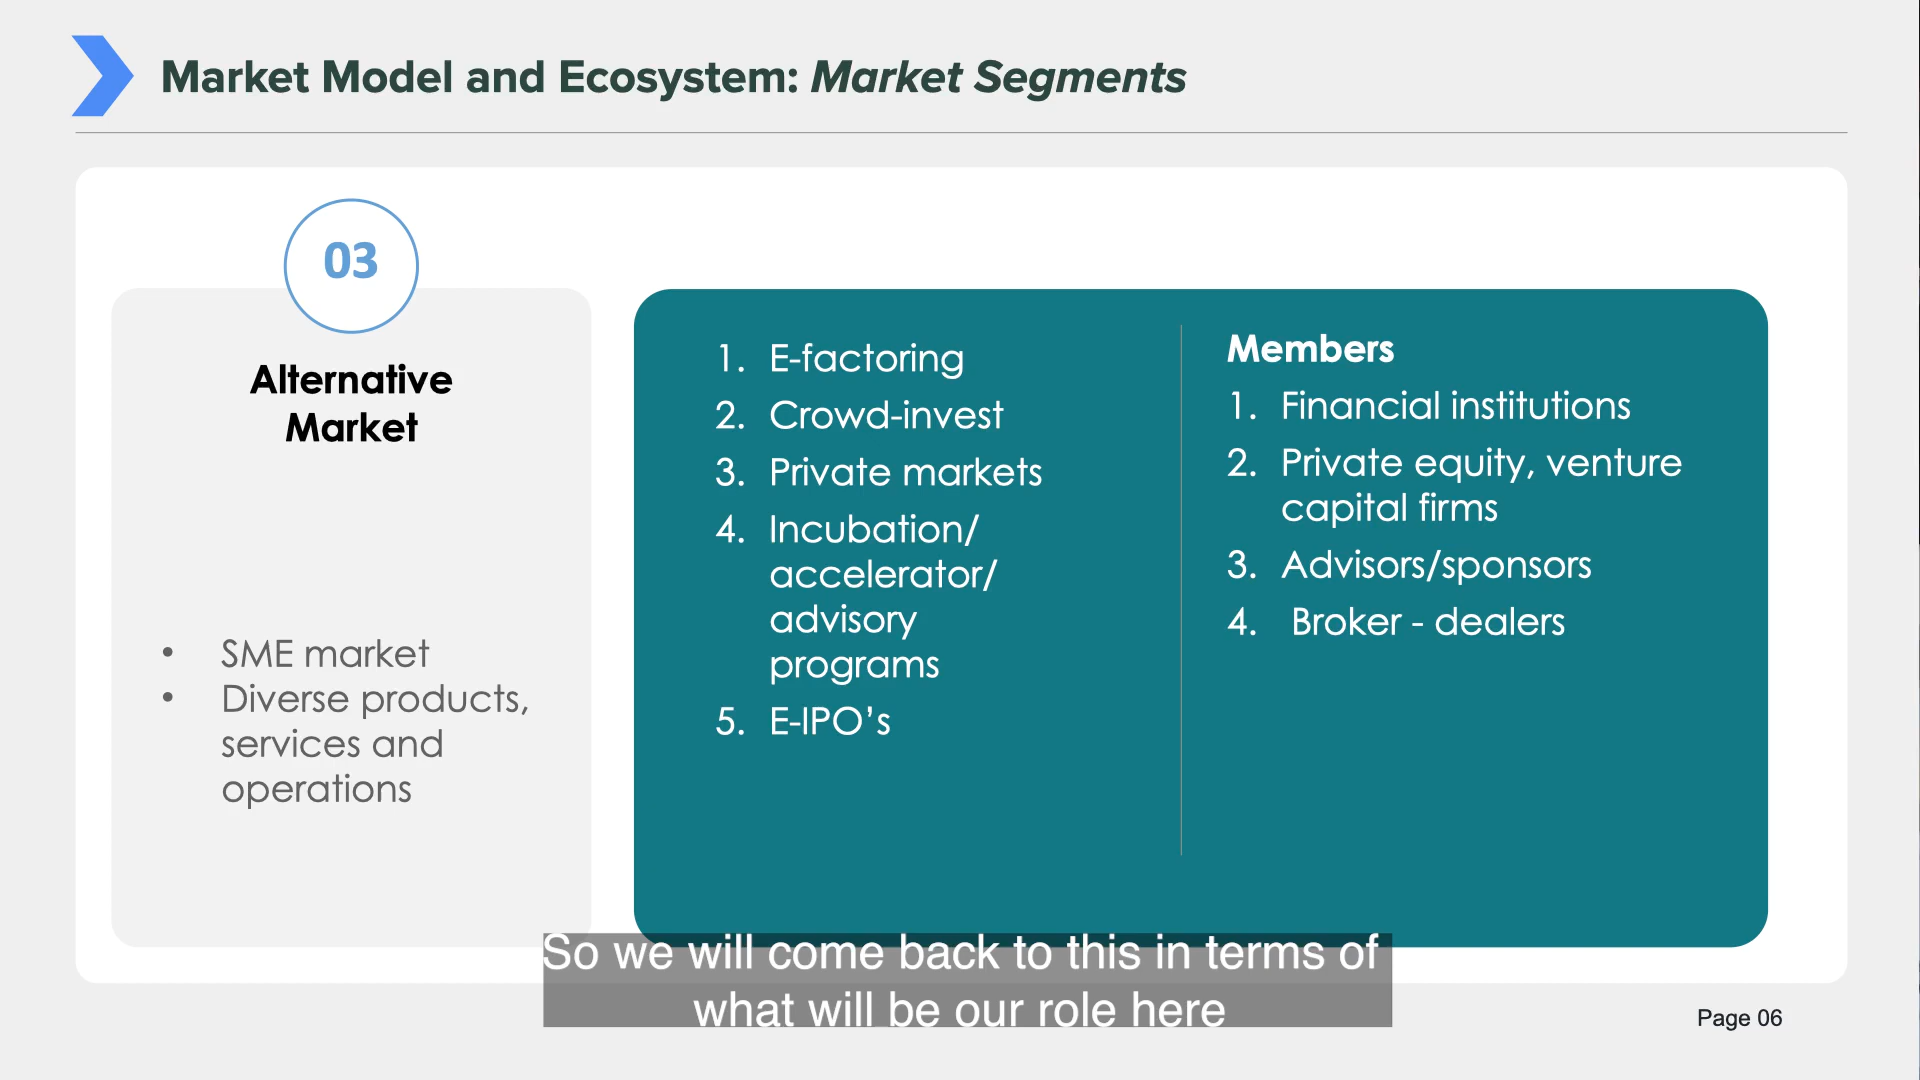 Market Model and Ecosystem: Market Segments
03
Alternative
Market
• SME market
• Diverse products,
services and
operations
1. E-factoring
2. Crowd-invest
3. Private markets
4. Incubation/
accelerator/
advisory
programs
5. E-IPO’s
Members
1. Financial institutions
2. Private equity, venture
capital firms
3. Advisors/sponsors
4. Broker - dealers
So we will come back to this in terms of
what will be our role here
Page 06